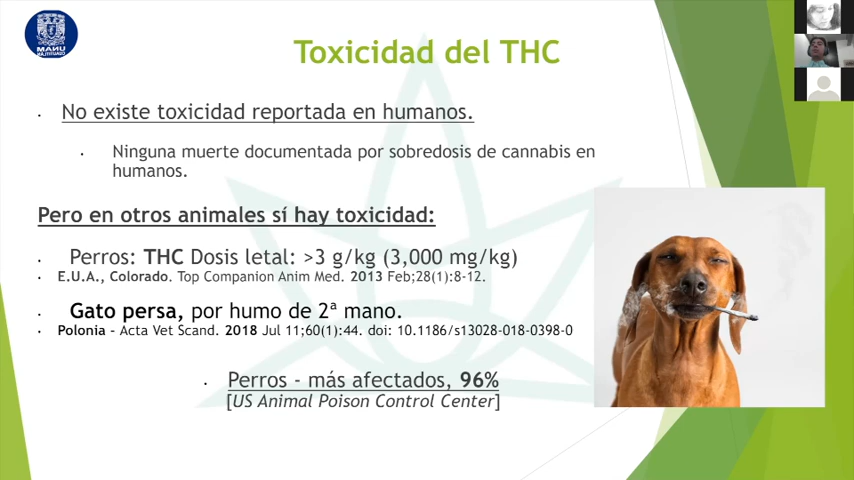 MANU
Toxicidad del THC
· No existe toxicidad reportada en humanos.
· Ninguna muerte documentada por sobredosis de cannabis en
humanos.
Pero en otros animales sí hay toxicidad:
· Perros: THC Dosis letal: >3 g/kg (3,000 mg/kg)
· E.U.A., Colorado. Top Companion Anim Med. 2013 Feb;28(1):8-12.
· Gato persa, por humo de 2ª mano.
· Polonia – Acta Vet Scand. 2018 Jul 11;60(1):44. doi: 10.1186/s13028-018-0398-0
· Perros - más afectados, 96%
[US Animal Poison Control Center]